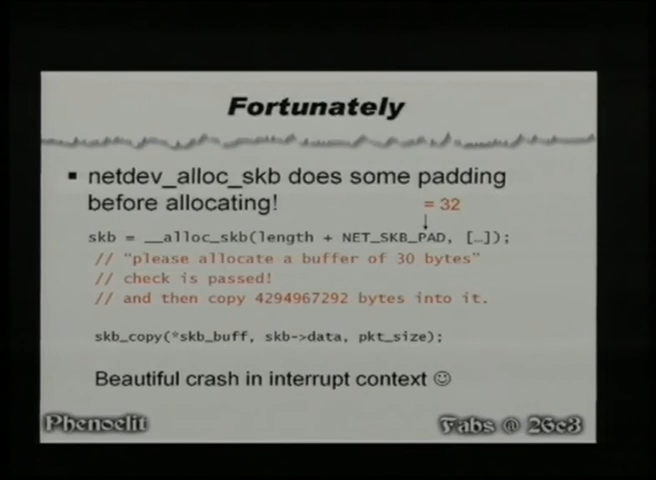 Fortunately
▪ netdev_alloc_skb does some padding
before allocating!
= 32
skb = __alloc_skb(length + NET_SKB_PAD, […]);
// "please allocate a buffer of 30 bytes"
// check is passed!
// and then copy 4294967292 bytes into it.
skb_copy(*skb_buff, skb->data, pkt_size);
Beautiful crash in interrupt context ☺
Phenoelit
Fabs @ 26c3